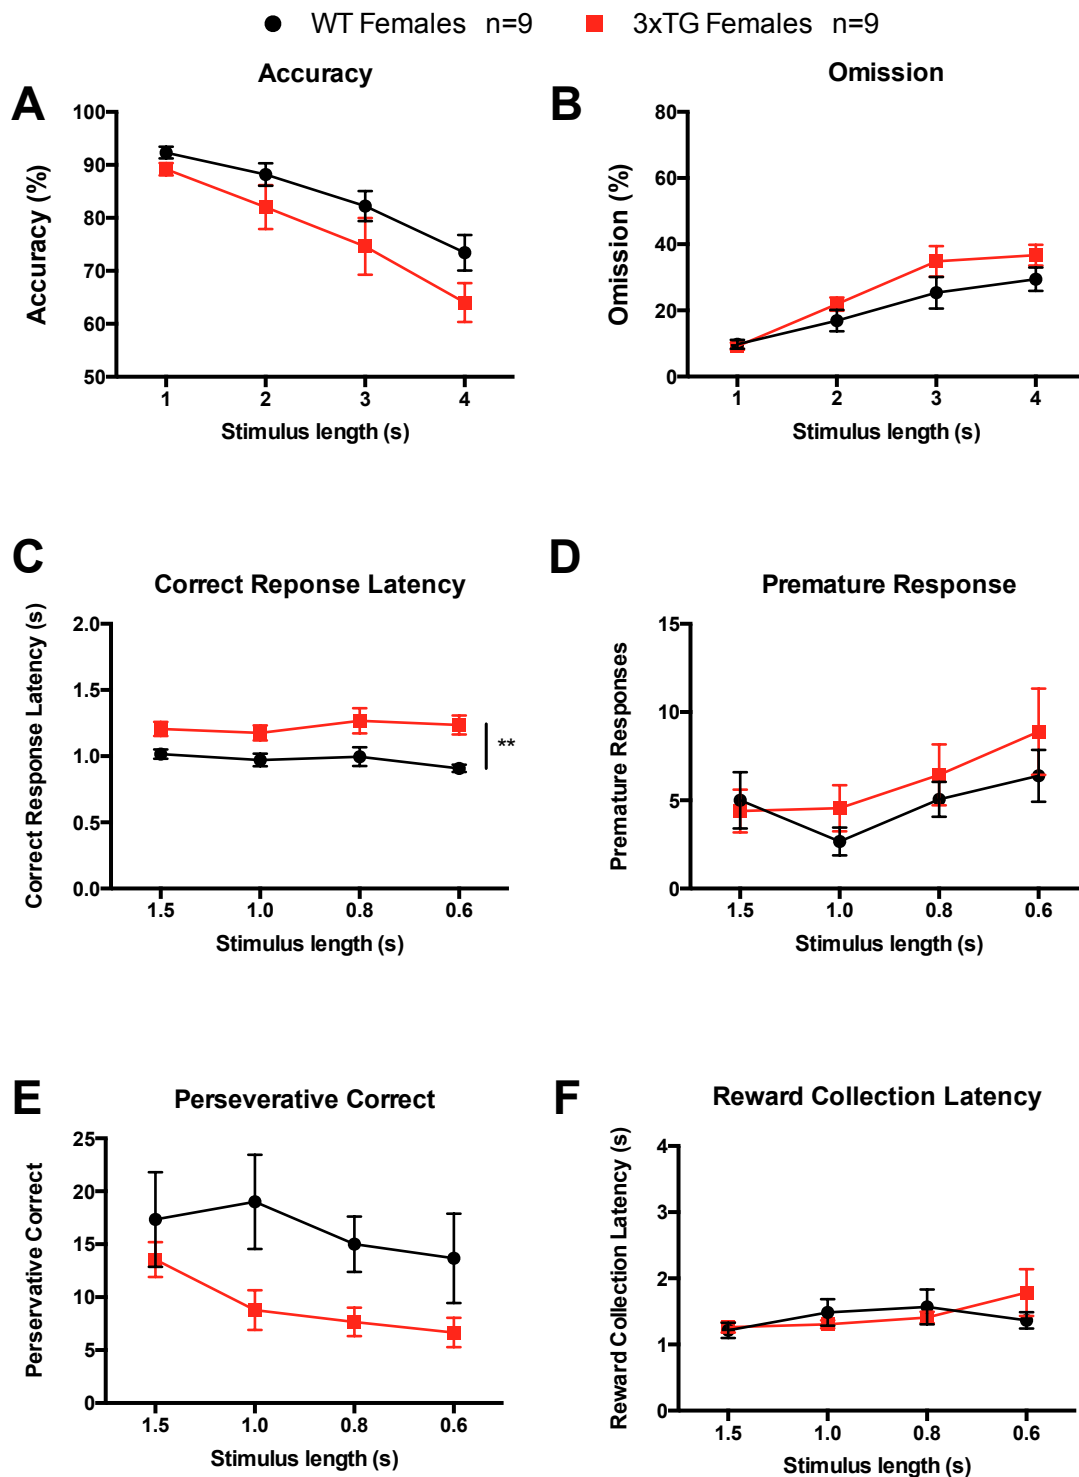 WT Females n=9 3xTG Females n=9
A
Accuracy
Accuracy (%)
100
90
80
70
60
50
1 2 3 4
Stimulus length (s)
B
Omission
Omission (%)
80
60
40
20
0
1 2 3 4
Stimulus length (s)
C
Correct Reponse Latency
Correct Response Latency (s)
2.0
1.5
1.0
0.5
0.0
**
1.5 1.0 0.8 0.6
Stimulus length (s)
D
Premature Response
Premature Responses
15
10
5
0
1.5 1.0 0.8 0.6
Stimulus length (s)
E
Perseverative Correct
Perservative Correct
25
20
15
10
5
0
1.5 1.0 0.8 0.6
Stimulus length (s)
F
Reward Collection Latency
Reward Collection Latency (s)
4
3
2
1
0
1.5 1.0 0.8 0.6
Stimulus length (s)